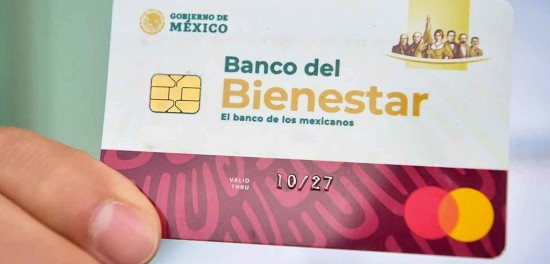 GOBIERNO DE
MÉXICO
Banco del
Bienestar
El banco de los mexicanos
VALID
THRU
10/27